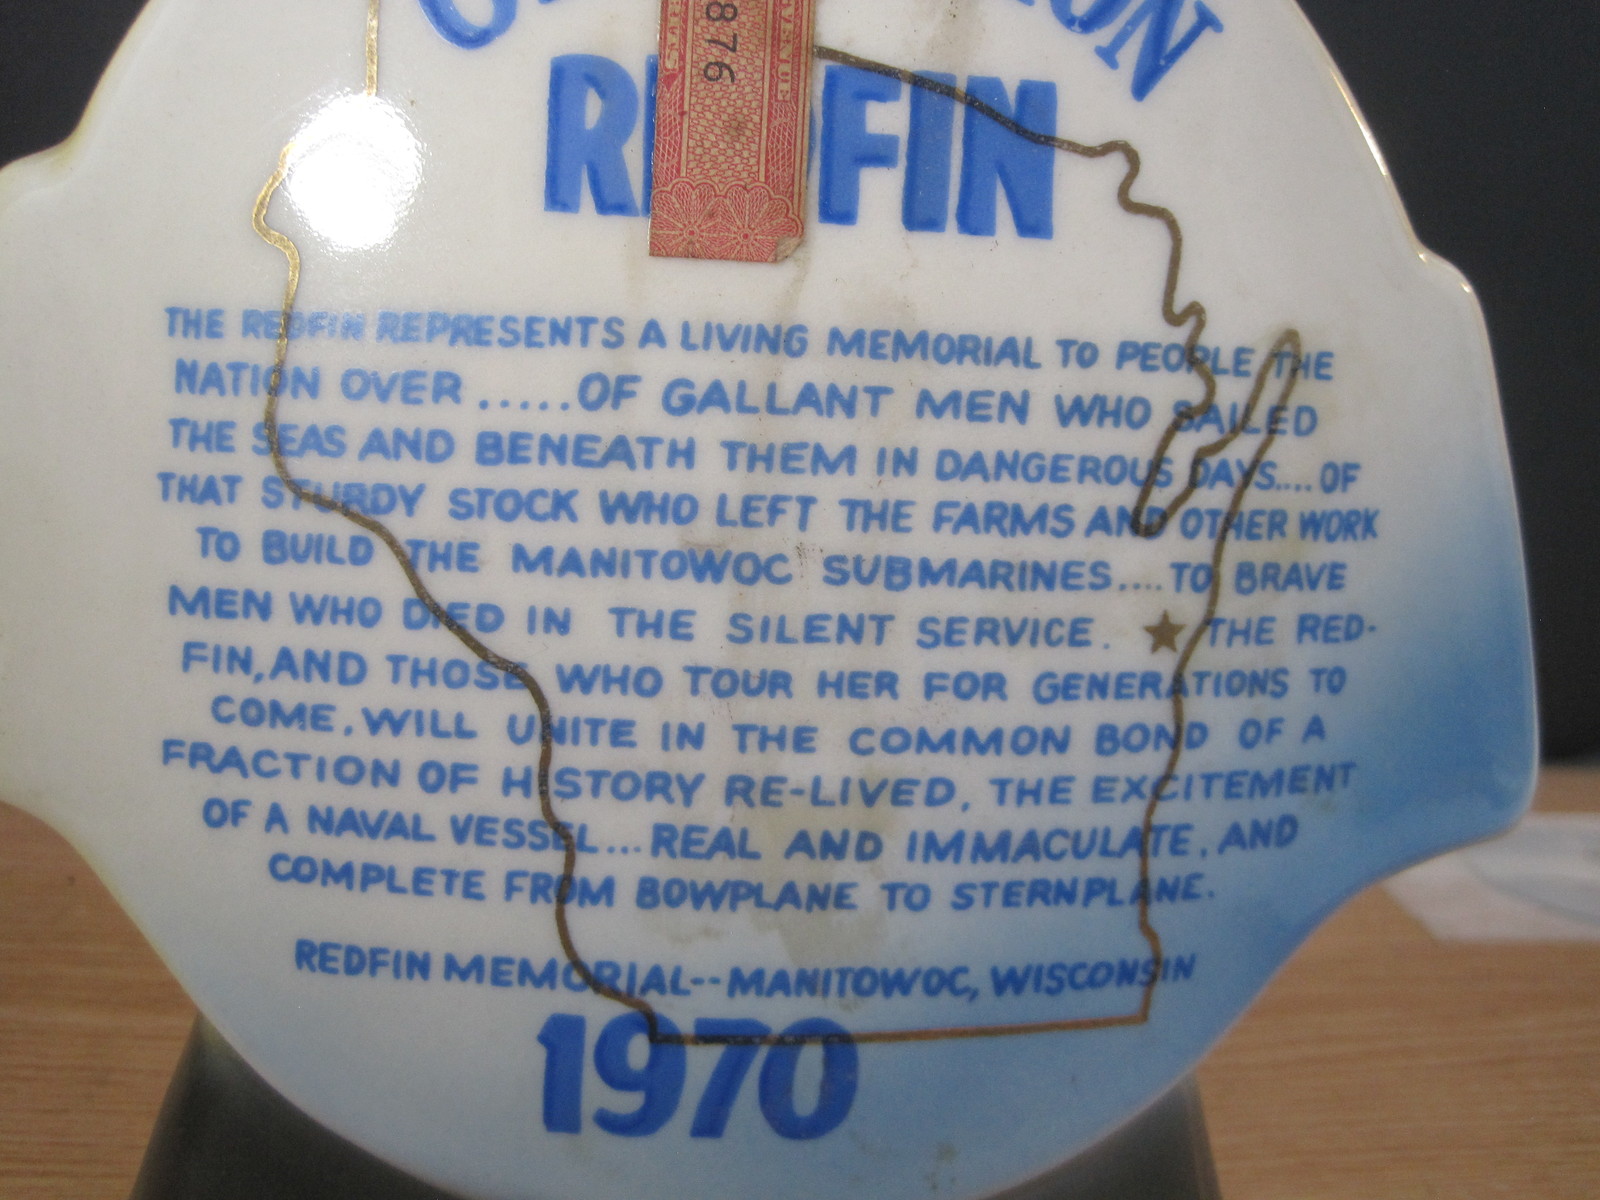 876
REDFIN
THE REDFIN REPRESENTS A LIVING MEMORIAL TO PEOPLE THE
NATION OVER.....OF GALLANT MEN WHO SAILED
THE SEAS AND BENEATH THEM IN DANGEROUS DAYS....OF
THAT STURDY STOCK WHO LEFT THE FARMS AND OTHER WORK
TO BUILD THE MANITOWOC SUBMARINES....TO BRAVE
MEN WHO DIED IN THE SILENT SERVICE. ★ THE RED-
FIN, AND THOSE WHO TOUR HER FOR GENERATIONS TO
COME, WILL UNITE IN THE COMMON BOND OF A
FRACTION OF HISTORY RE-LIVED, THE EXCITEMENT
OF A NAVAL VESSEL...REAL AND IMMACULATE, AND
COMPLETE FROM BOWPLANE TO STERNPLANE.
REDFIN MEMORIAL--MANITOWOC, WISCONSIN
1970